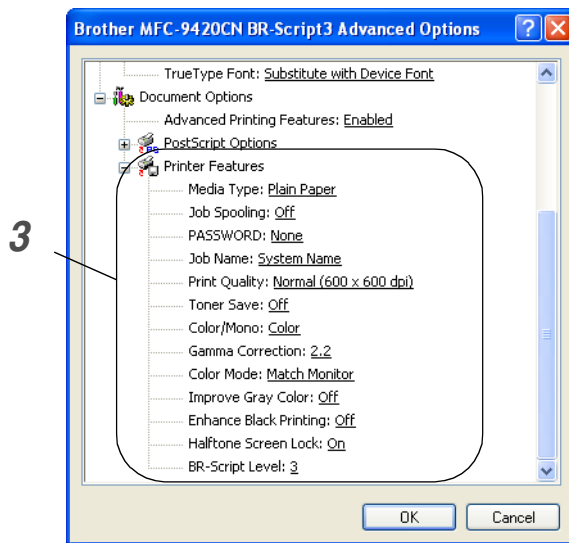 Brother MFC-9420CN BR-Script3 Advanced Options
TrueType Font: Substitute with Device Font
Document Options
Advanced Printing Features: Enabled
PostScript Options
Printer Features
Media Type: Plain Paper
Job Spooling: Off
PASSWORD: None
Job Name: System Name
Print Quality: Normal (600 x 600 dpi)
3
Toner Save: Off
Color/Mono: Color
Gamma Correction: 2.2
Color Mode: Match Monitor
Improve Gray Color: Off
Enhance Black Printing: Off
Halftone Screen Lock: On
BR-Script Level: 3
OK Cancel